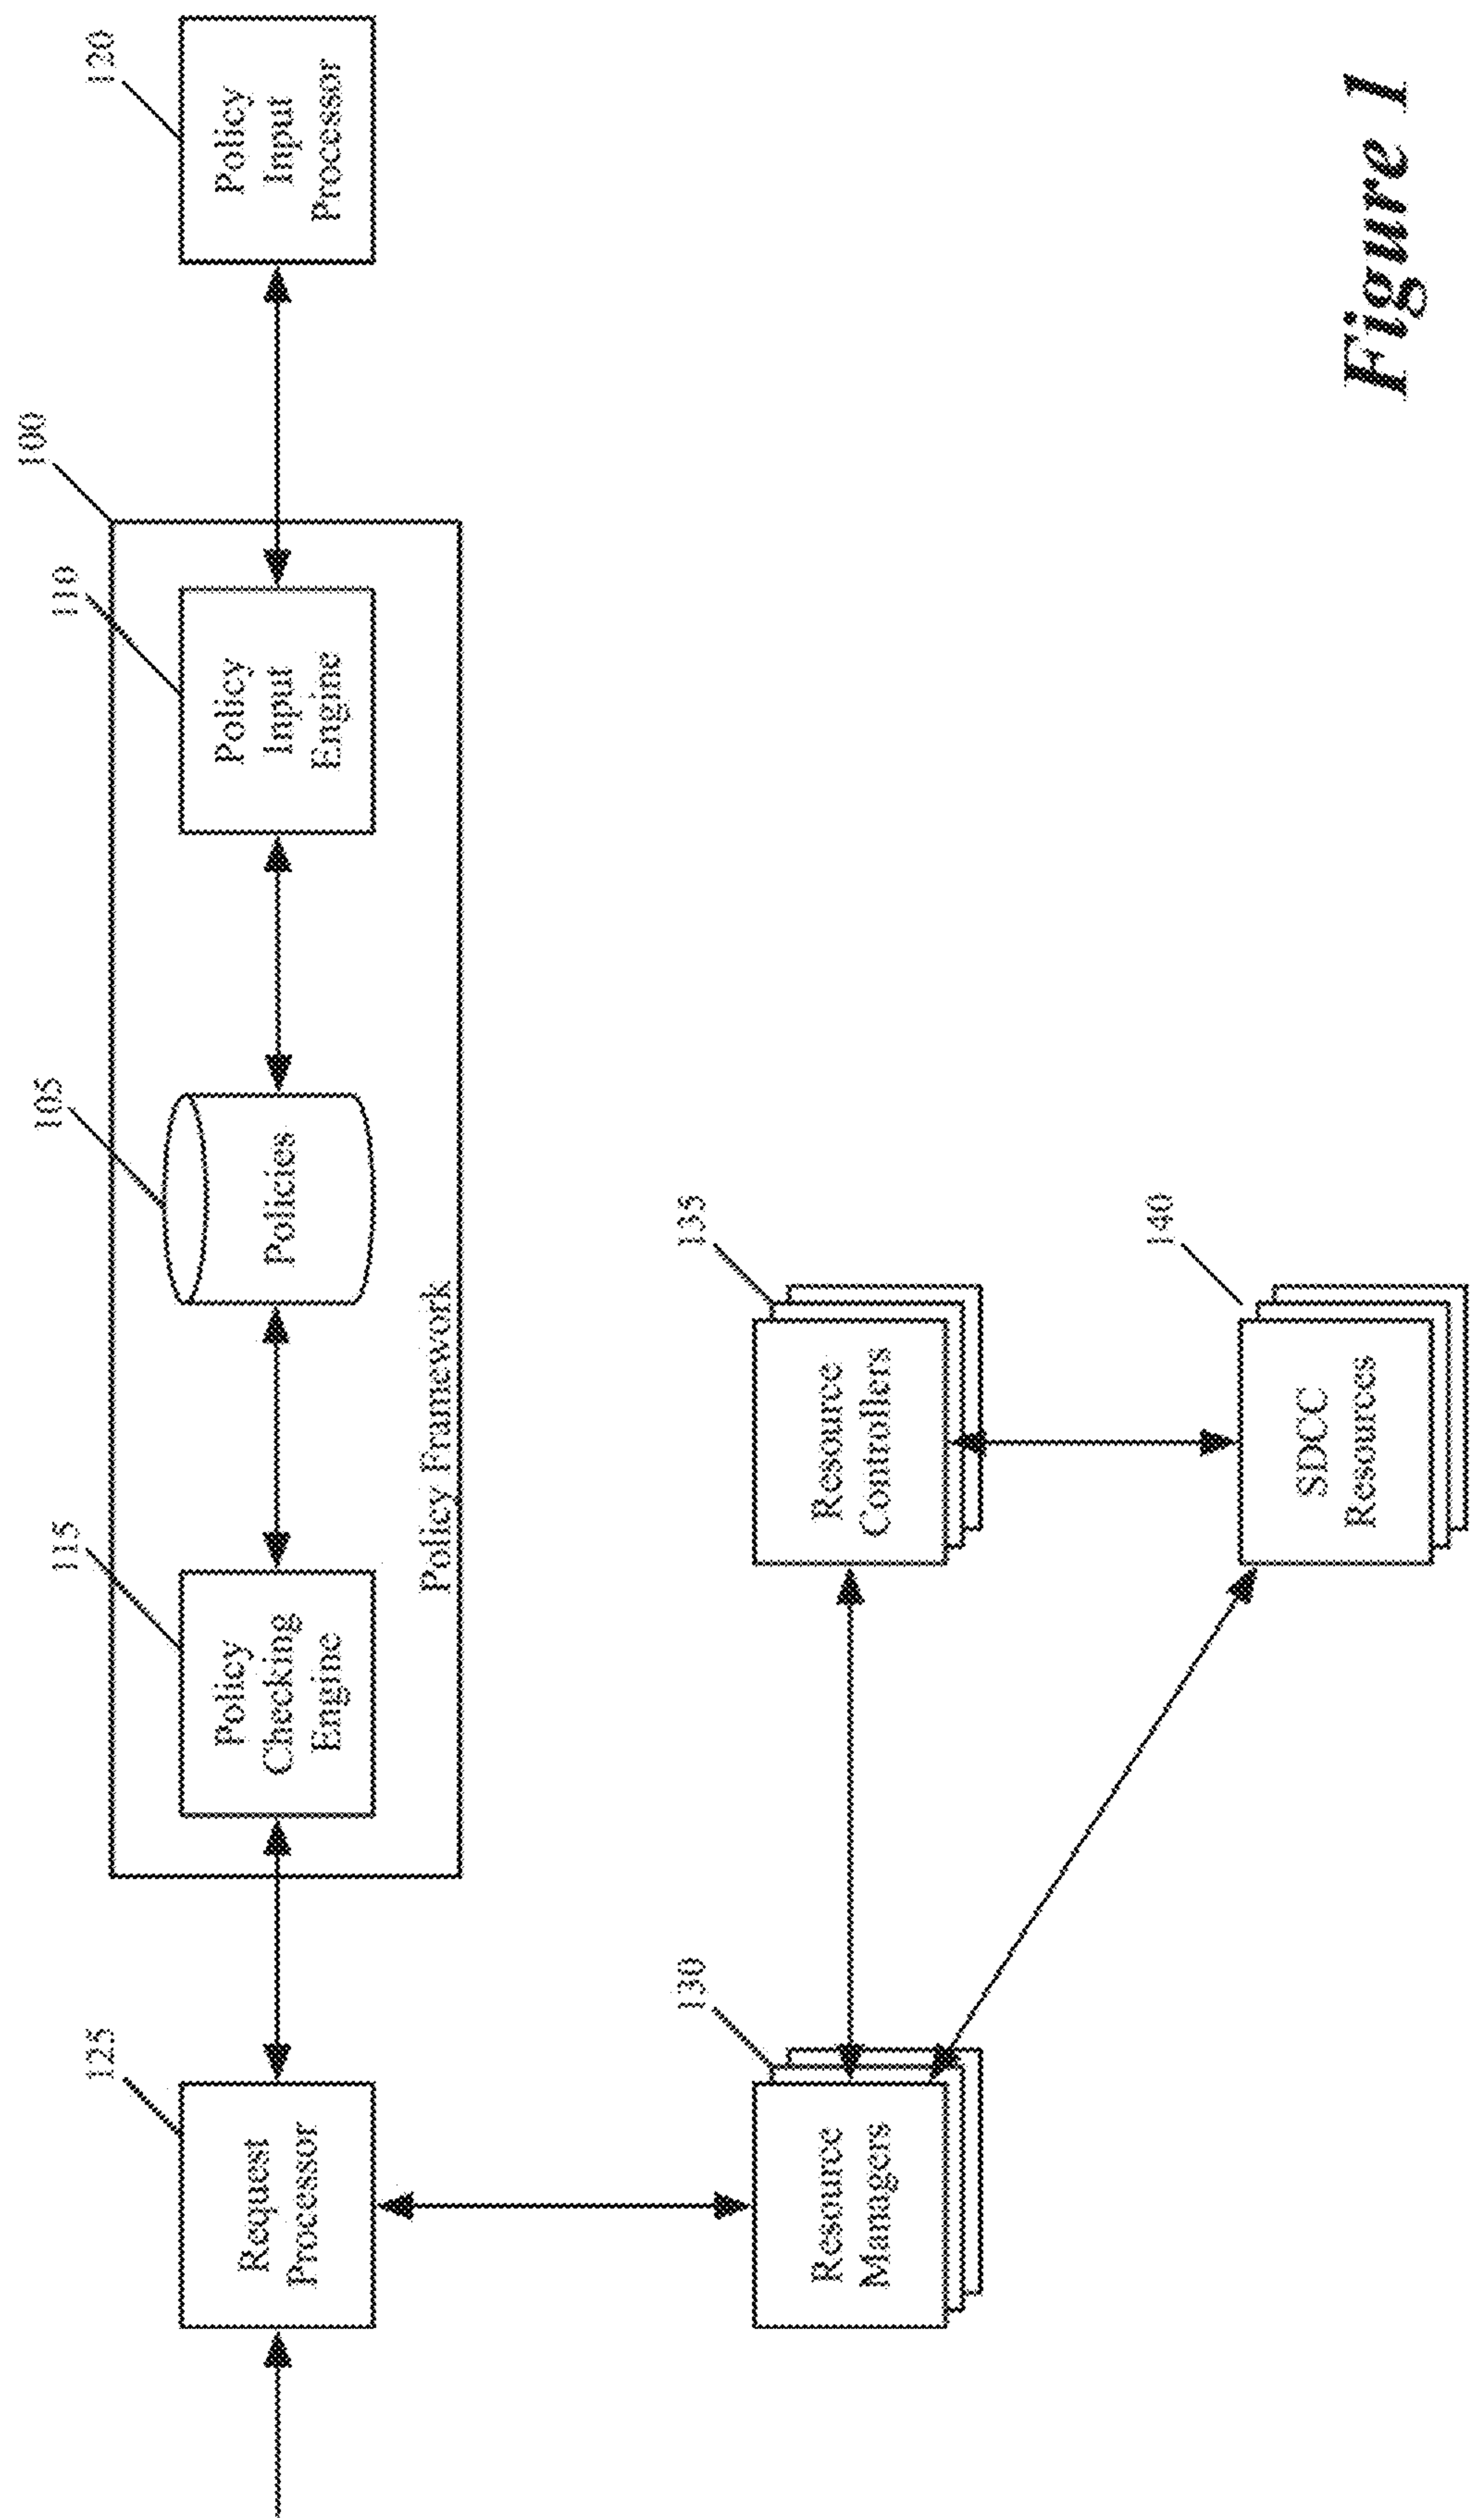 100
110
120
105
115
125
Policy
Input
Processor
Policy
Input
Engine
Policies
Policy
Checking
Engine
Request
Processor
Policy Framework
130
135
Resource
Managers
Resource
Controllers
140
SDCC
Resources
Figure 1